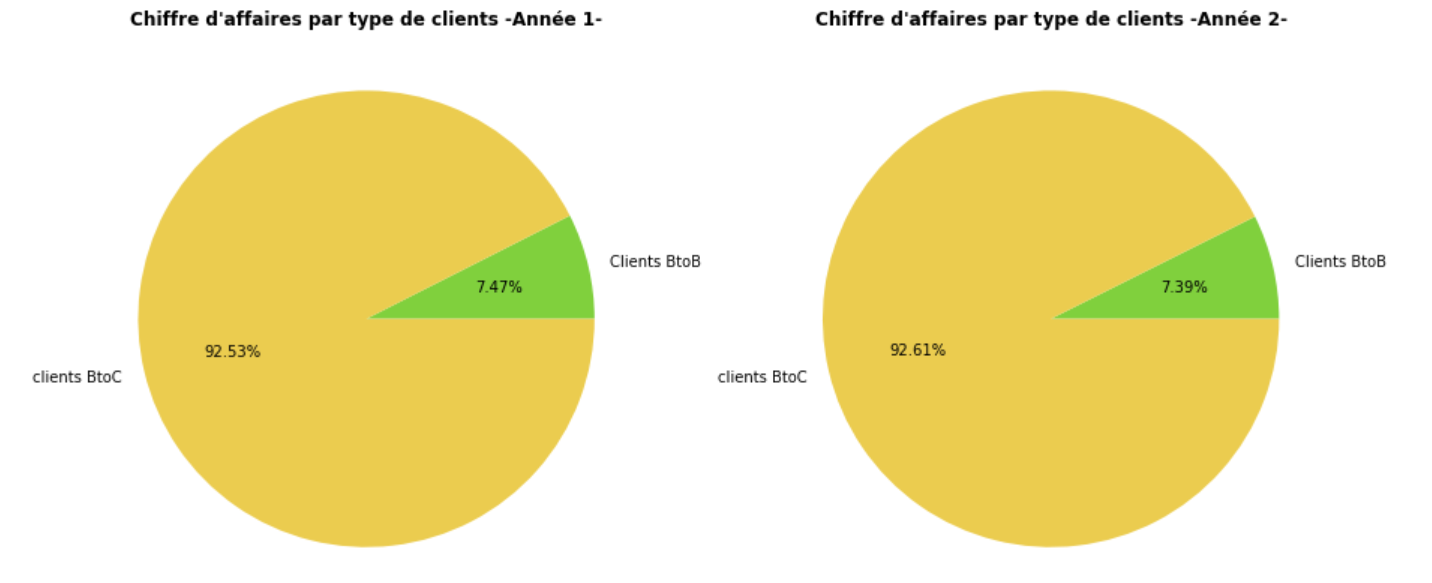 Chiffre d'affaires par type de clients -Année 1-
Clients BtoB
7.47%
92.53%
clients BtoC
Chiffre d'affaires par type de clients -Année 2-
Clients BtoB
7.39%
92.61%
clients BtoC